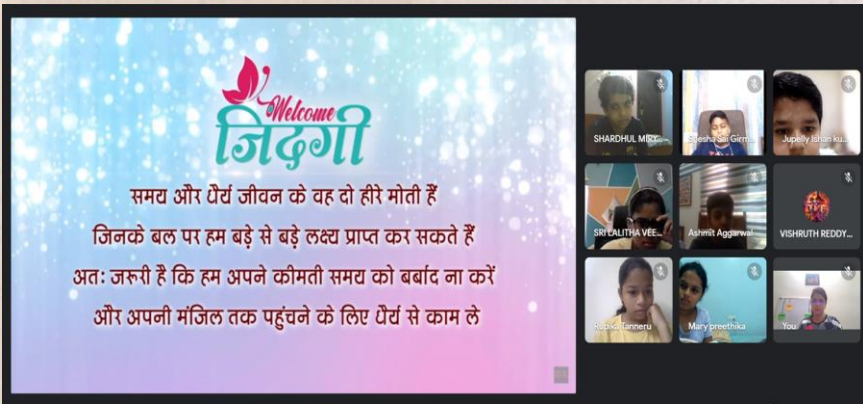 Welcome
जिंदगी
समय और धैर्य जीवन के वह दो हीरे मोती हैं
जिनके बल पर हम बड़े से बड़े लक्ष्य प्राप्त कर सकते हैं
अतः जरूरी है कि हम अपने कीमती समय को बर्बाद ना करें
और अपनी मंजिल तक पहुंचने के लिए धैर्य से काम ले
SHARDHUL
Sai Girm...
Jupelly Ishan ku...
SRI LALITHA VEE...
Ashmit Aggarwal
VISHRUTH REDDY...
Rupika Tanneru
Mary preethika
You